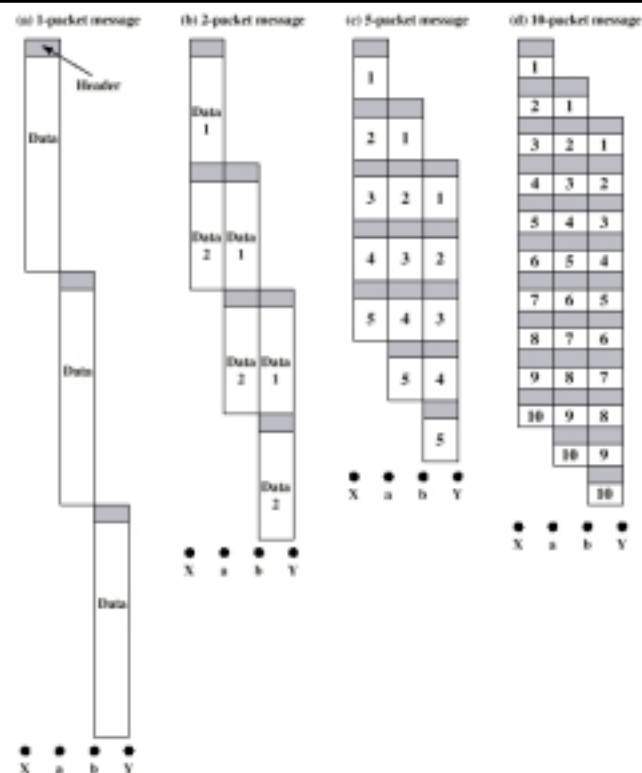 (a) 1-packet message
Header
Data
Data
Data
X a b Y
(b) 2-packet message
Data
1
Data Data
2 1
Data Data
2 1
Data
2
X a b Y
(c) 5-packet message
1
2 1
3 2 1
4 3 2
5 4 3
5 4
5
X a b Y
(d) 10-packet message
1
2 1
3 2 1
4 3 2
5 4 3
6 5 4
7 6 5
8 7 6
9 8 7
10 9 8
10 9
10
X a b Y